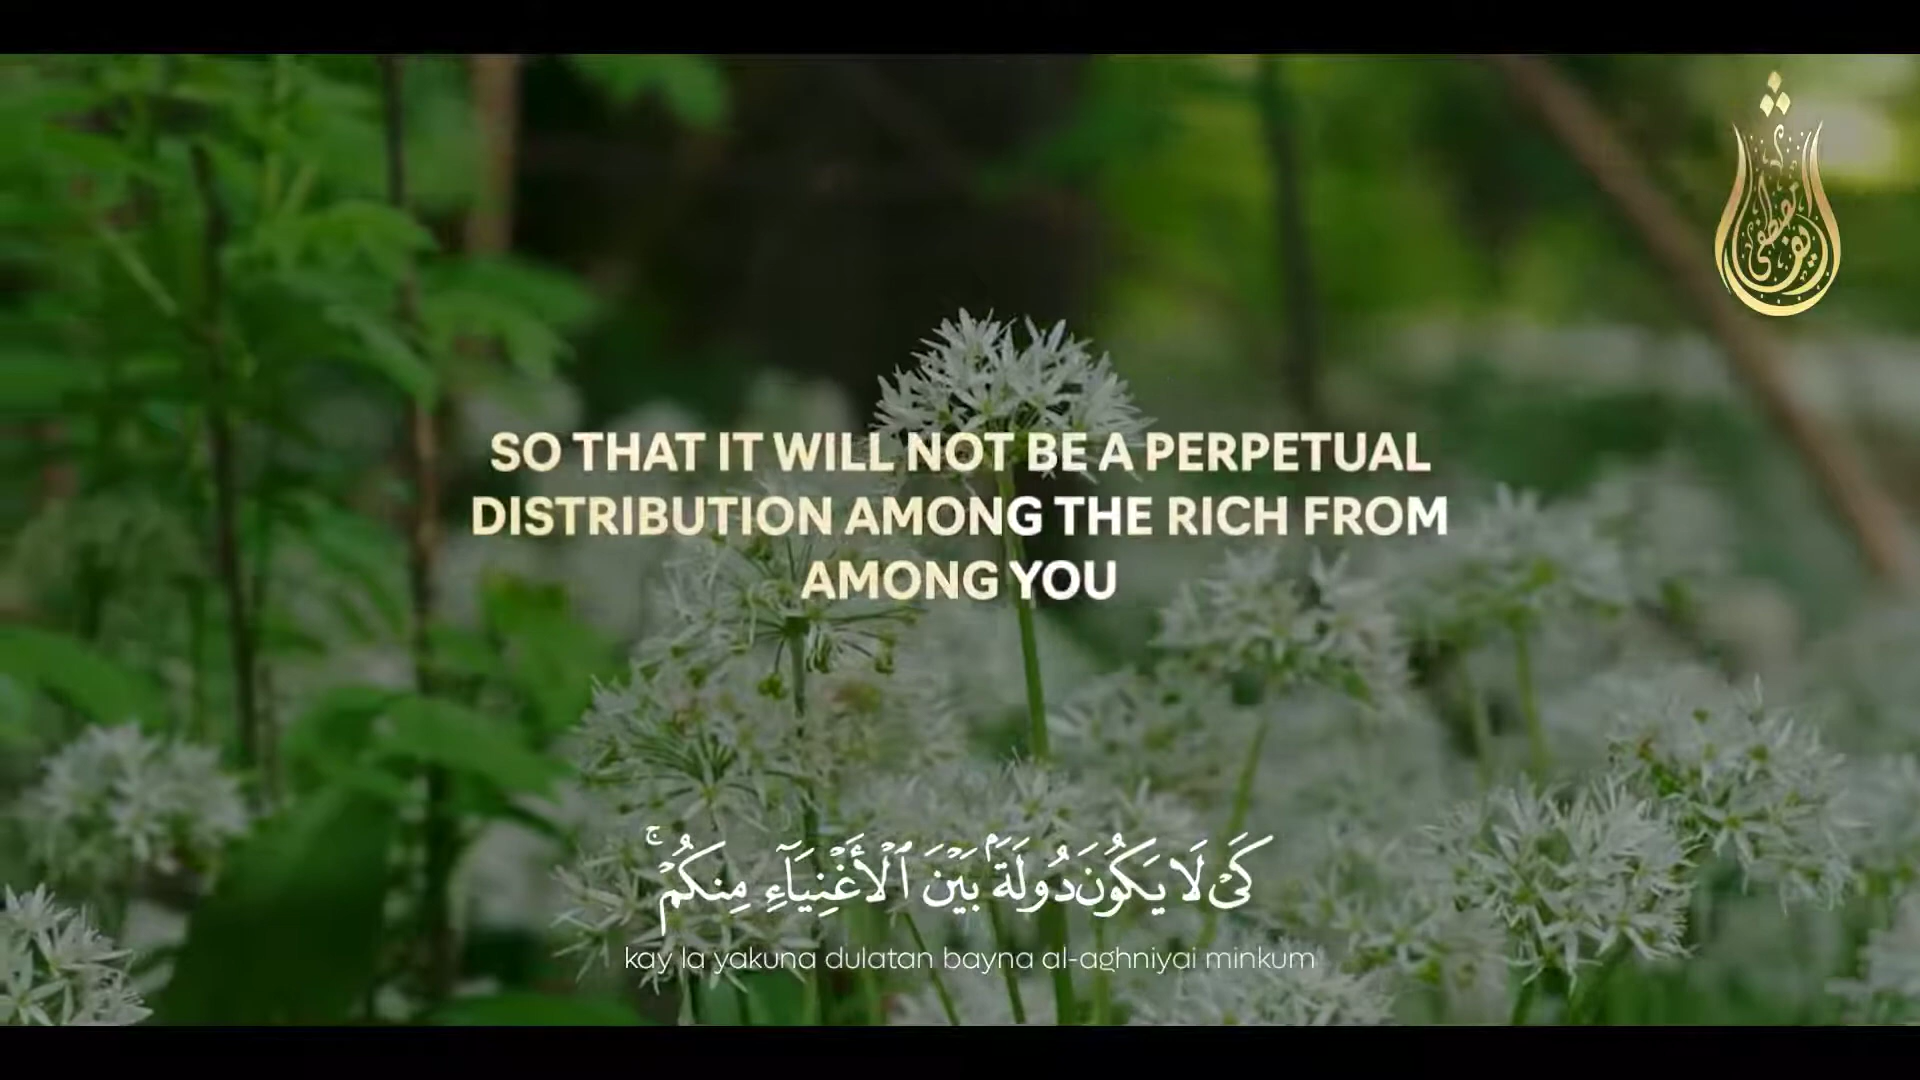 SO THAT IT WILL NOT BE A PERPETUAL
DISTRIBUTION AMONG THE RICH FROM
AMONG YOU
كَىْ لَا يَكُونَ دُولَةًۢ بَيْنَ ٱلْأَغْنِيَآءِ مِنكُمْ ۚ
kay la yakuna dulatan bayna al-aghniyai minkum